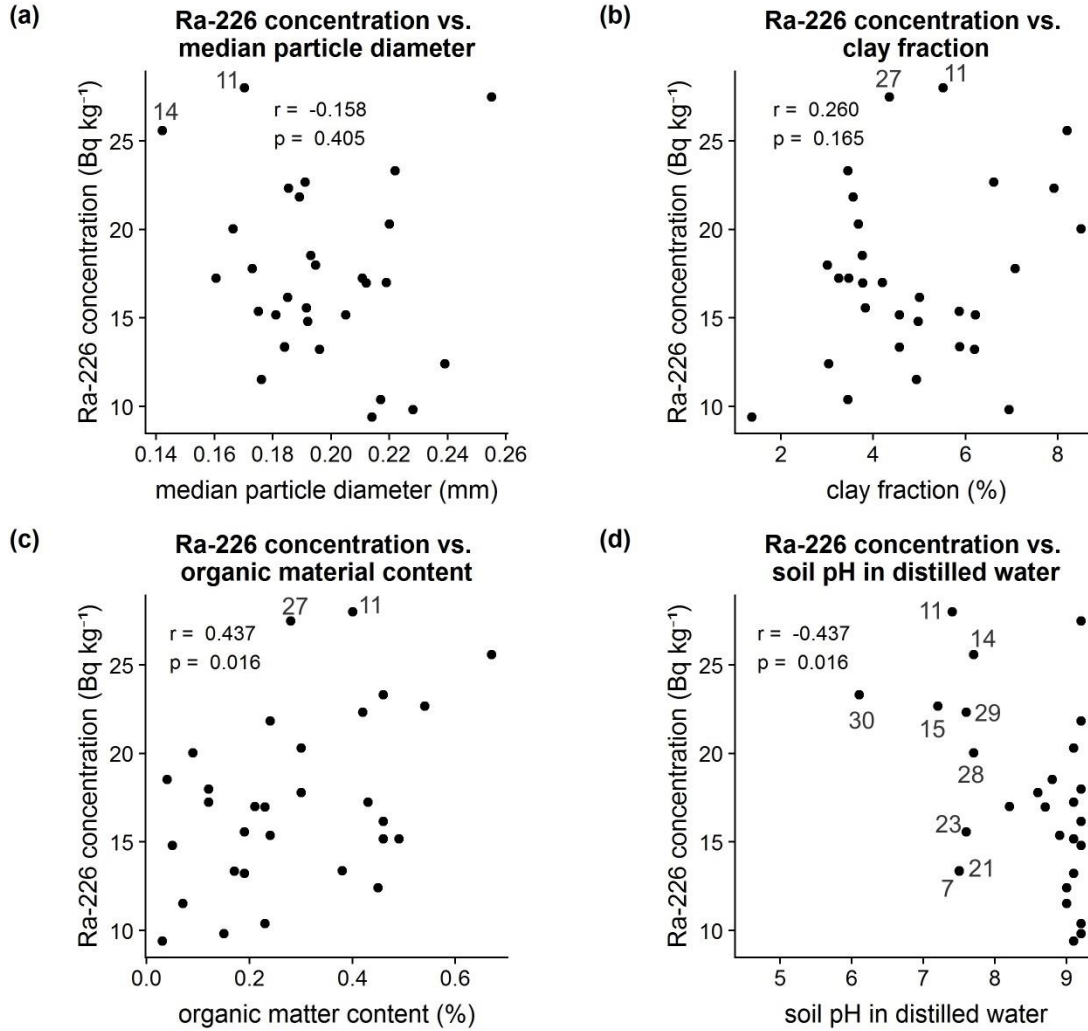 (a)
Ra-226 concentration vs.
median particle diameter
Ra-226 concentration (Bq kg⁻¹)
11
14
r = -0.158
p = 0.405
25
20
15
10
0.14 0.16 0.18 0.20 0.22 0.24 0.26
median particle diameter (mm)
(b)
Ra-226 concentration vs.
clay fraction
Ra-226 concentration (Bq kg⁻¹)
27 11
r = 0.260
p = 0.165
25
20
15
10
2 4 6 8
clay fraction (%)
(c)
Ra-226 concentration vs.
organic material content
Ra-226 concentration (Bq kg⁻¹)
27 11
r = 0.437
p = 0.016
25
20
15
10
0.0 0.2 0.4 0.6
organic matter content (%)
(d)
Ra-226 concentration vs.
soil pH in distilled water
Ra-226 concentration (Bq kg⁻¹)
11
r = -0.437
14
p = 0.016
25
30
15
29
20
28
23
15
21
7
10
5 6 7 8 9
soil pH in distilled water